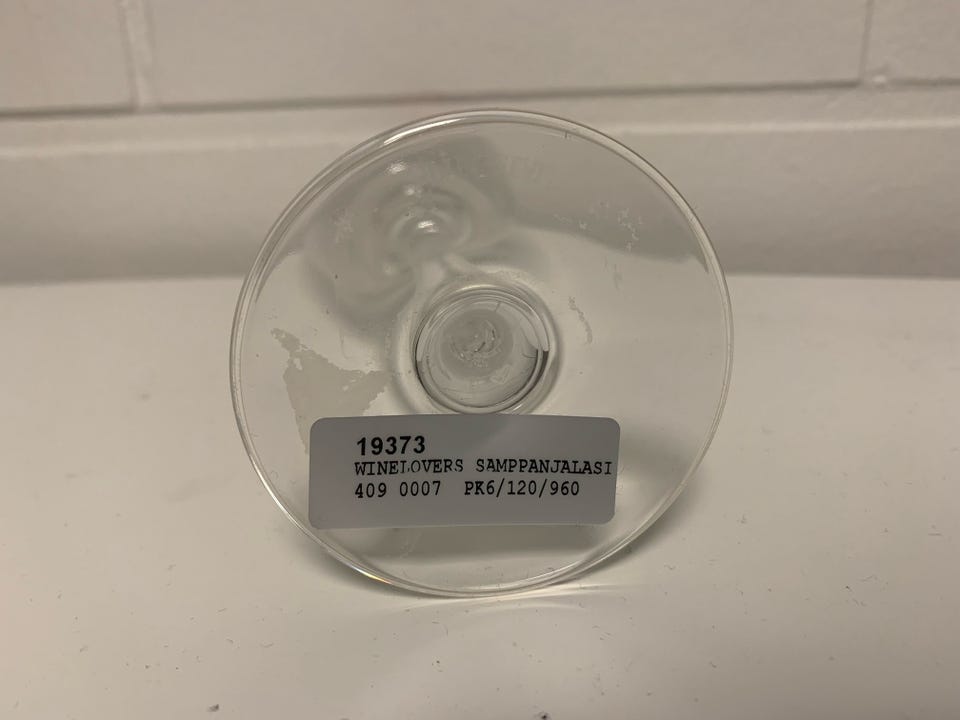 19373
WINELOVERS SAMPPANJALASI
409 0007 PK6/120/960